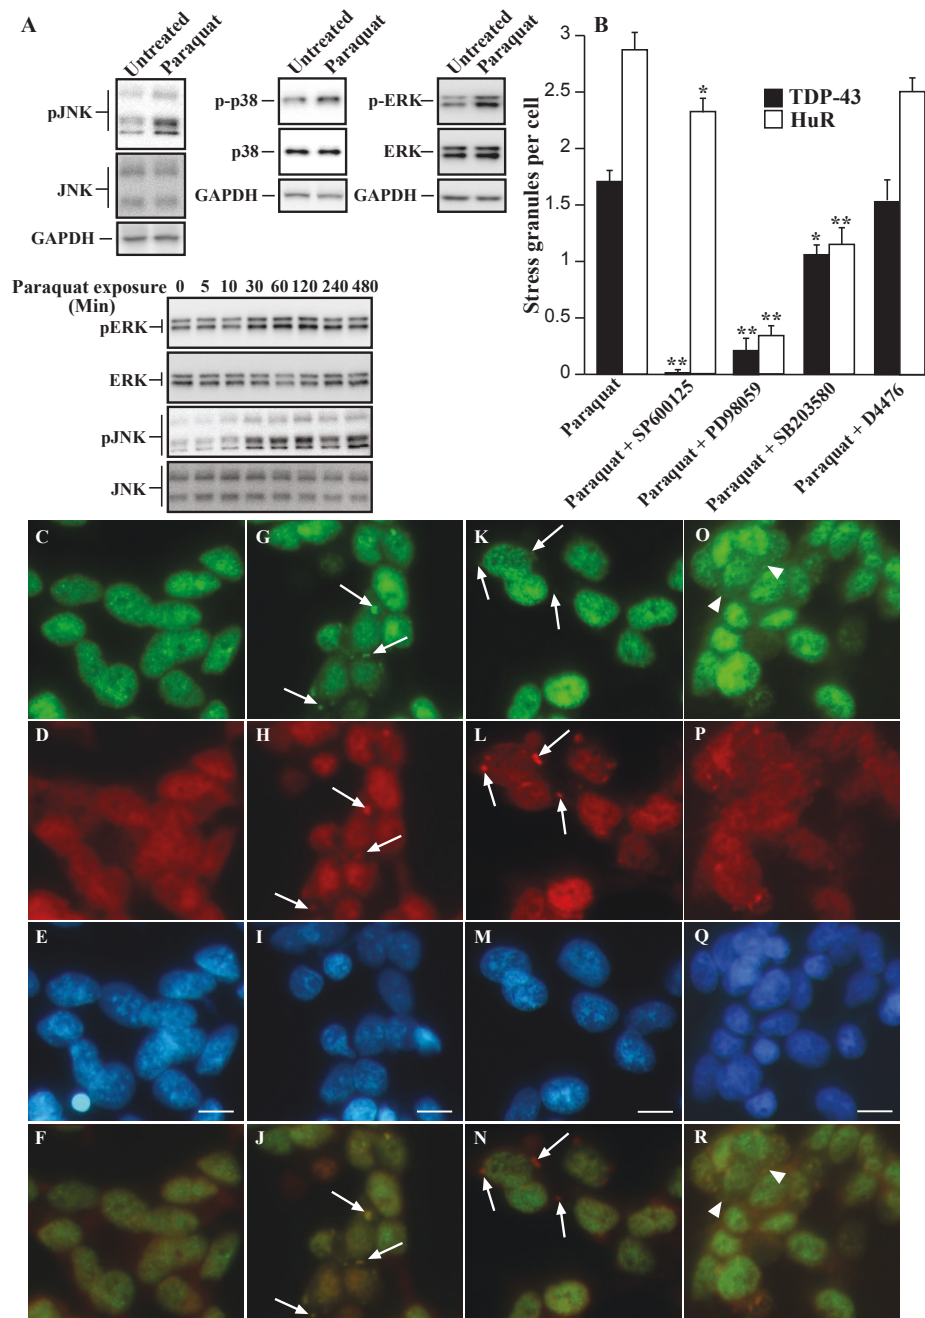 A
Untreated
Paraquat
pJNK
JNK
GAPDH
Untreated
Paraquat
p-p38
p38
GAPDH
Untreated
Paraquat
p-ERK
ERK
GAPDH
Paraquat exposure (Min)
0 5 10 30 60 120 240 480
pERK
ERK
pJNK
JNK
B
Stress granules per cell
3
2.5
2
1.5
1
0.5
0
TDP-43
HuR
*
**
**
**
*
**
Paraquat
Paraquat + SP600125
Paraquat + PD98059
Paraquat + SB203580
Paraquat + D4476
C
G
K
O
D
H
L
P
E
I
M
Q
F
J
N
R